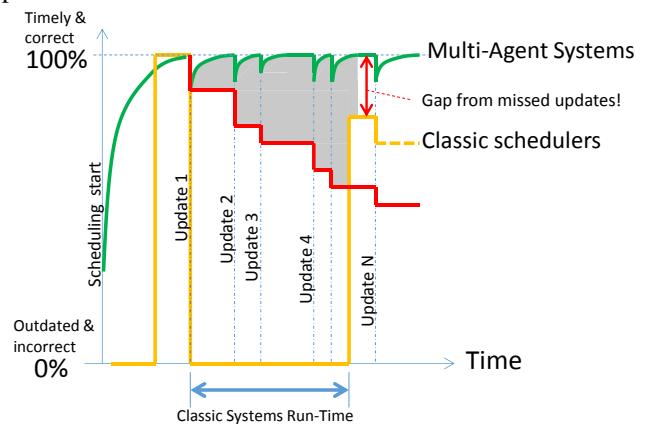 Timely &
correct
100%
Multi-Agent Systems
Gap from missed updates!
Classic schedulers
Scheduling start
Update 1
Update 2
Update 3
Update 4
Update N
Outdated &
incorrect
0%
Time
Classic Systems Run-Time